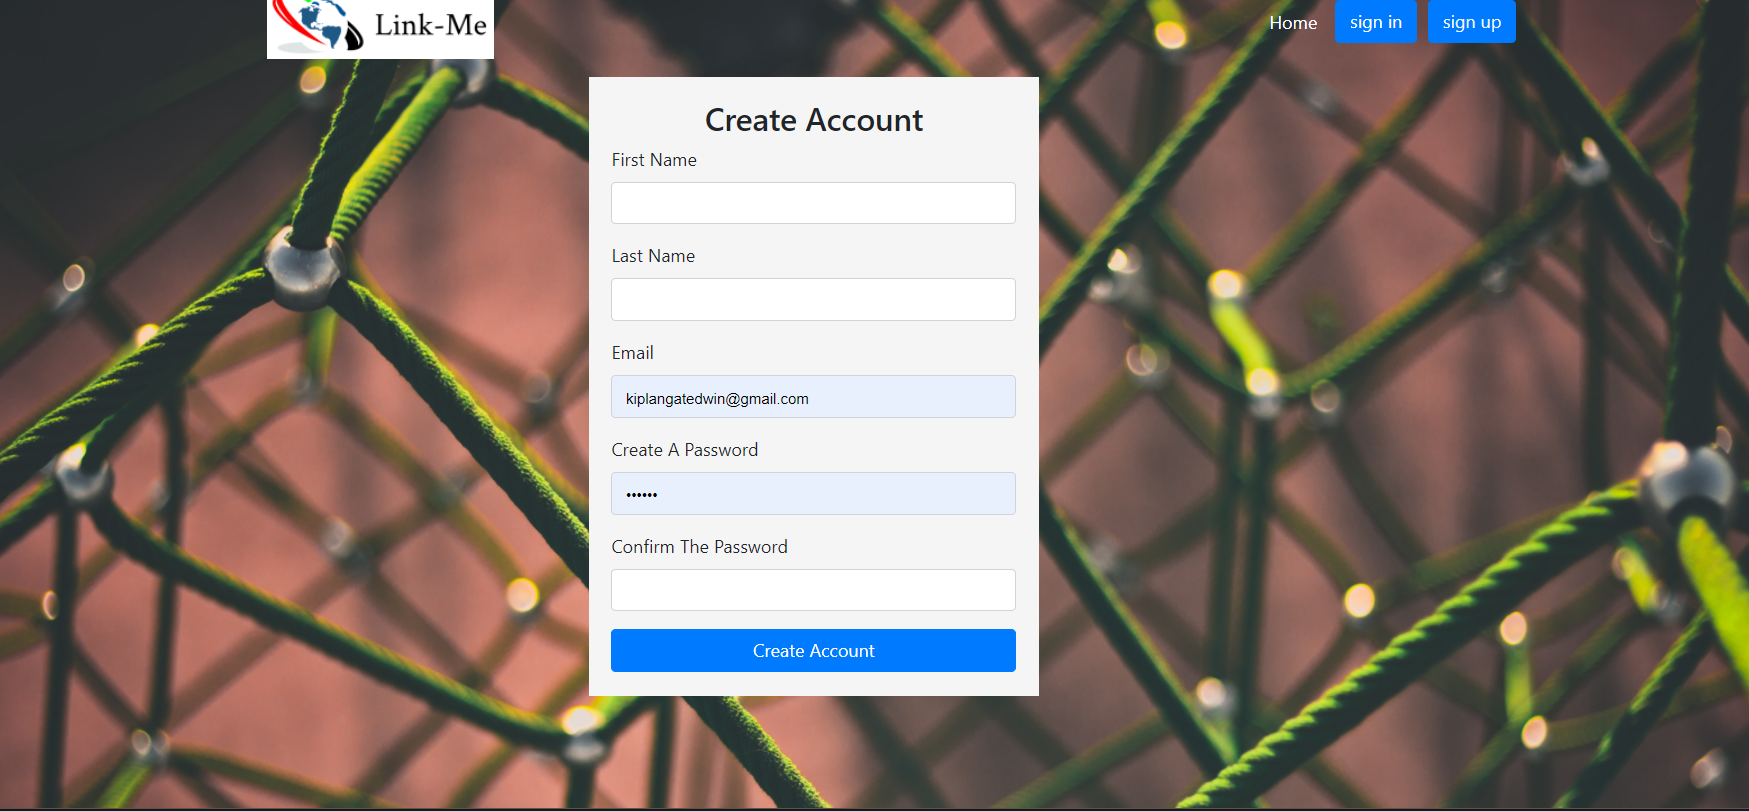 Link-Me
Home sign in sign up
Create Account
First Name
Last Name
Email
kiplangatedwin@gmail.com
Create A Password
••••••
Confirm The Password
Create Account